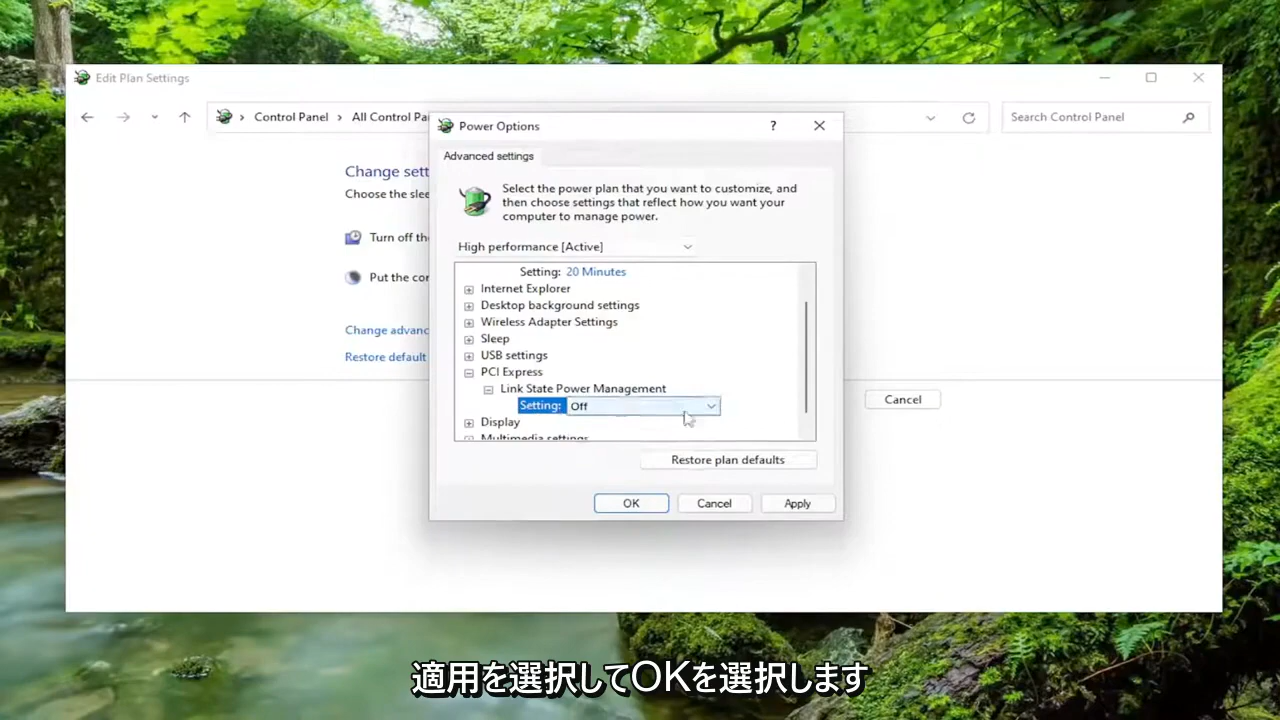 Edit Plan Settings
Control Panel
All Control Pa
Search Control Panel
Power Options
?
Advanced settings
Change sett
Choose the slee
Turn off the
Put the cor
Change advanc
Restore default
Select the power plan that you want to customize, and
then choose settings that reflect how you want your
computer to manage power.
High performance [Active]
Setting: 20 Minutes
Internet Explorer
Desktop background settings
Wireless Adapter Settings
Sleep
USB settings
PCI Express
Link State Power Management
Setting: Off
Display
Multimedia settings
Restore plan defaults
OK
Cancel
Apply
Cancel
適用を選択してOKを選択します